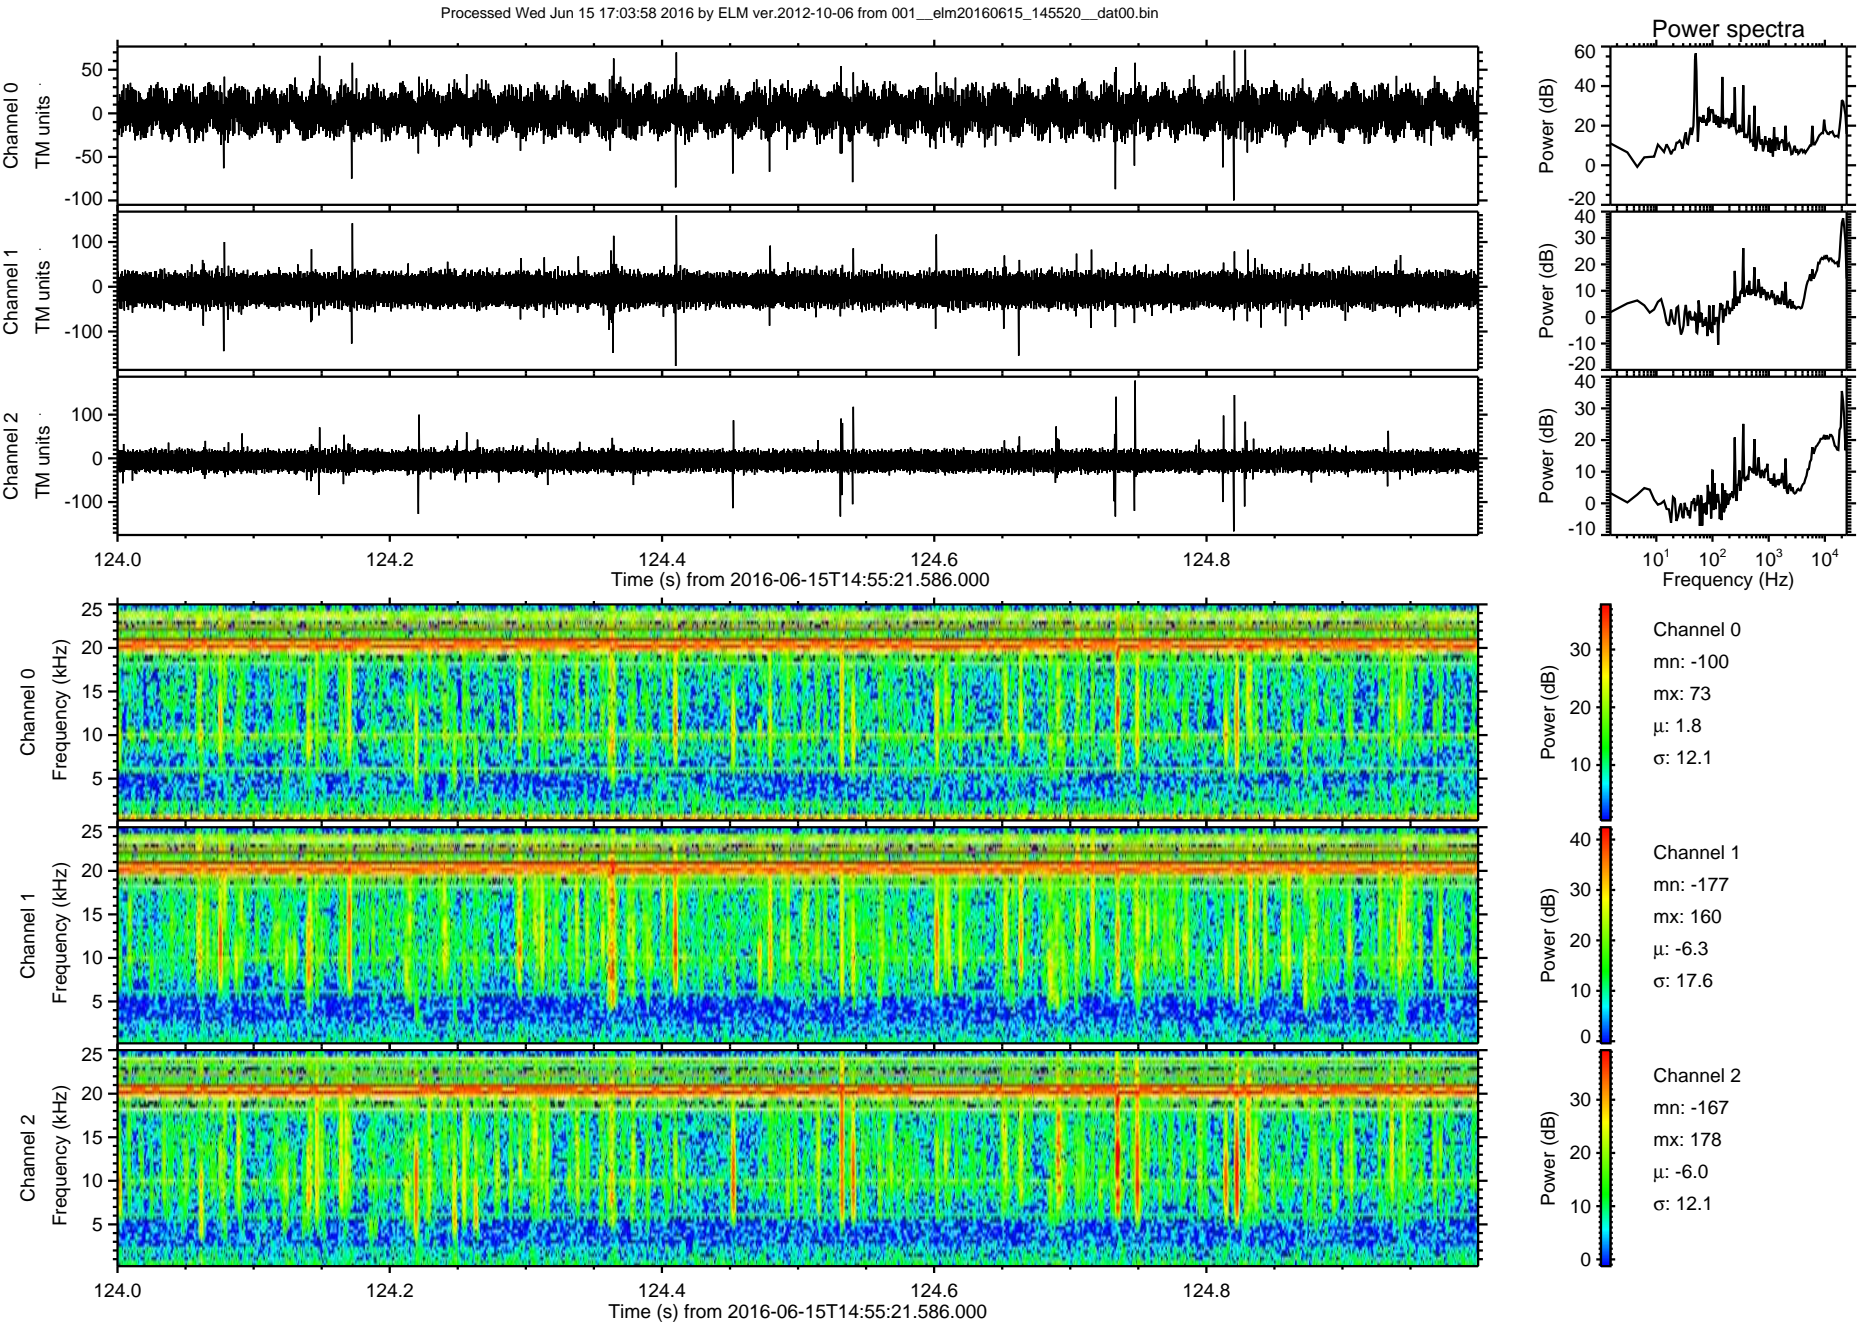 Processed Wed Jun 15 17:03:58 2016 by ELM ver.2012-10-06 from 001__elm20160615_145520__dat00.bin
Power spectra
Channel 0
TM units
50
0
-50
-100
Power (dB)
60
40
20
0
-20
Channel 1
TM units
100
0
-100
Power (dB)
40
30
20
10
0
-10
-20
Channel 2
TM units
100
0
-100
Power (dB)
40
30
20
10
0
-10
124.0 124.2 124.4 124.6 124.8
Time (s) from 2016-06-15T14:55:21.586.000
10^1 10^2 10^3 10^4
Frequency (Hz)
Channel 0
Frequency (kHz)
25
20
15
10
5
Power (dB)
30
20
10
Channel 0
mn: -100
mx: 73
µ: 1.8
σ: 12.1
Channel 1
Frequency (kHz)
25
20
15
10
5
Power (dB)
40
30
20
10
0
Channel 1
mn: -177
mx: 160
µ: -6.3
σ: 17.6
Channel 2
Frequency (kHz)
25
20
15
10
5
Power (dB)
30
20
10
0
Channel 2
mn: -167
mx: 178
µ: -6.0
σ: 12.1
124.0 124.2 124.4 124.6 124.8
Time (s) from 2016-06-15T14:55:21.586.000